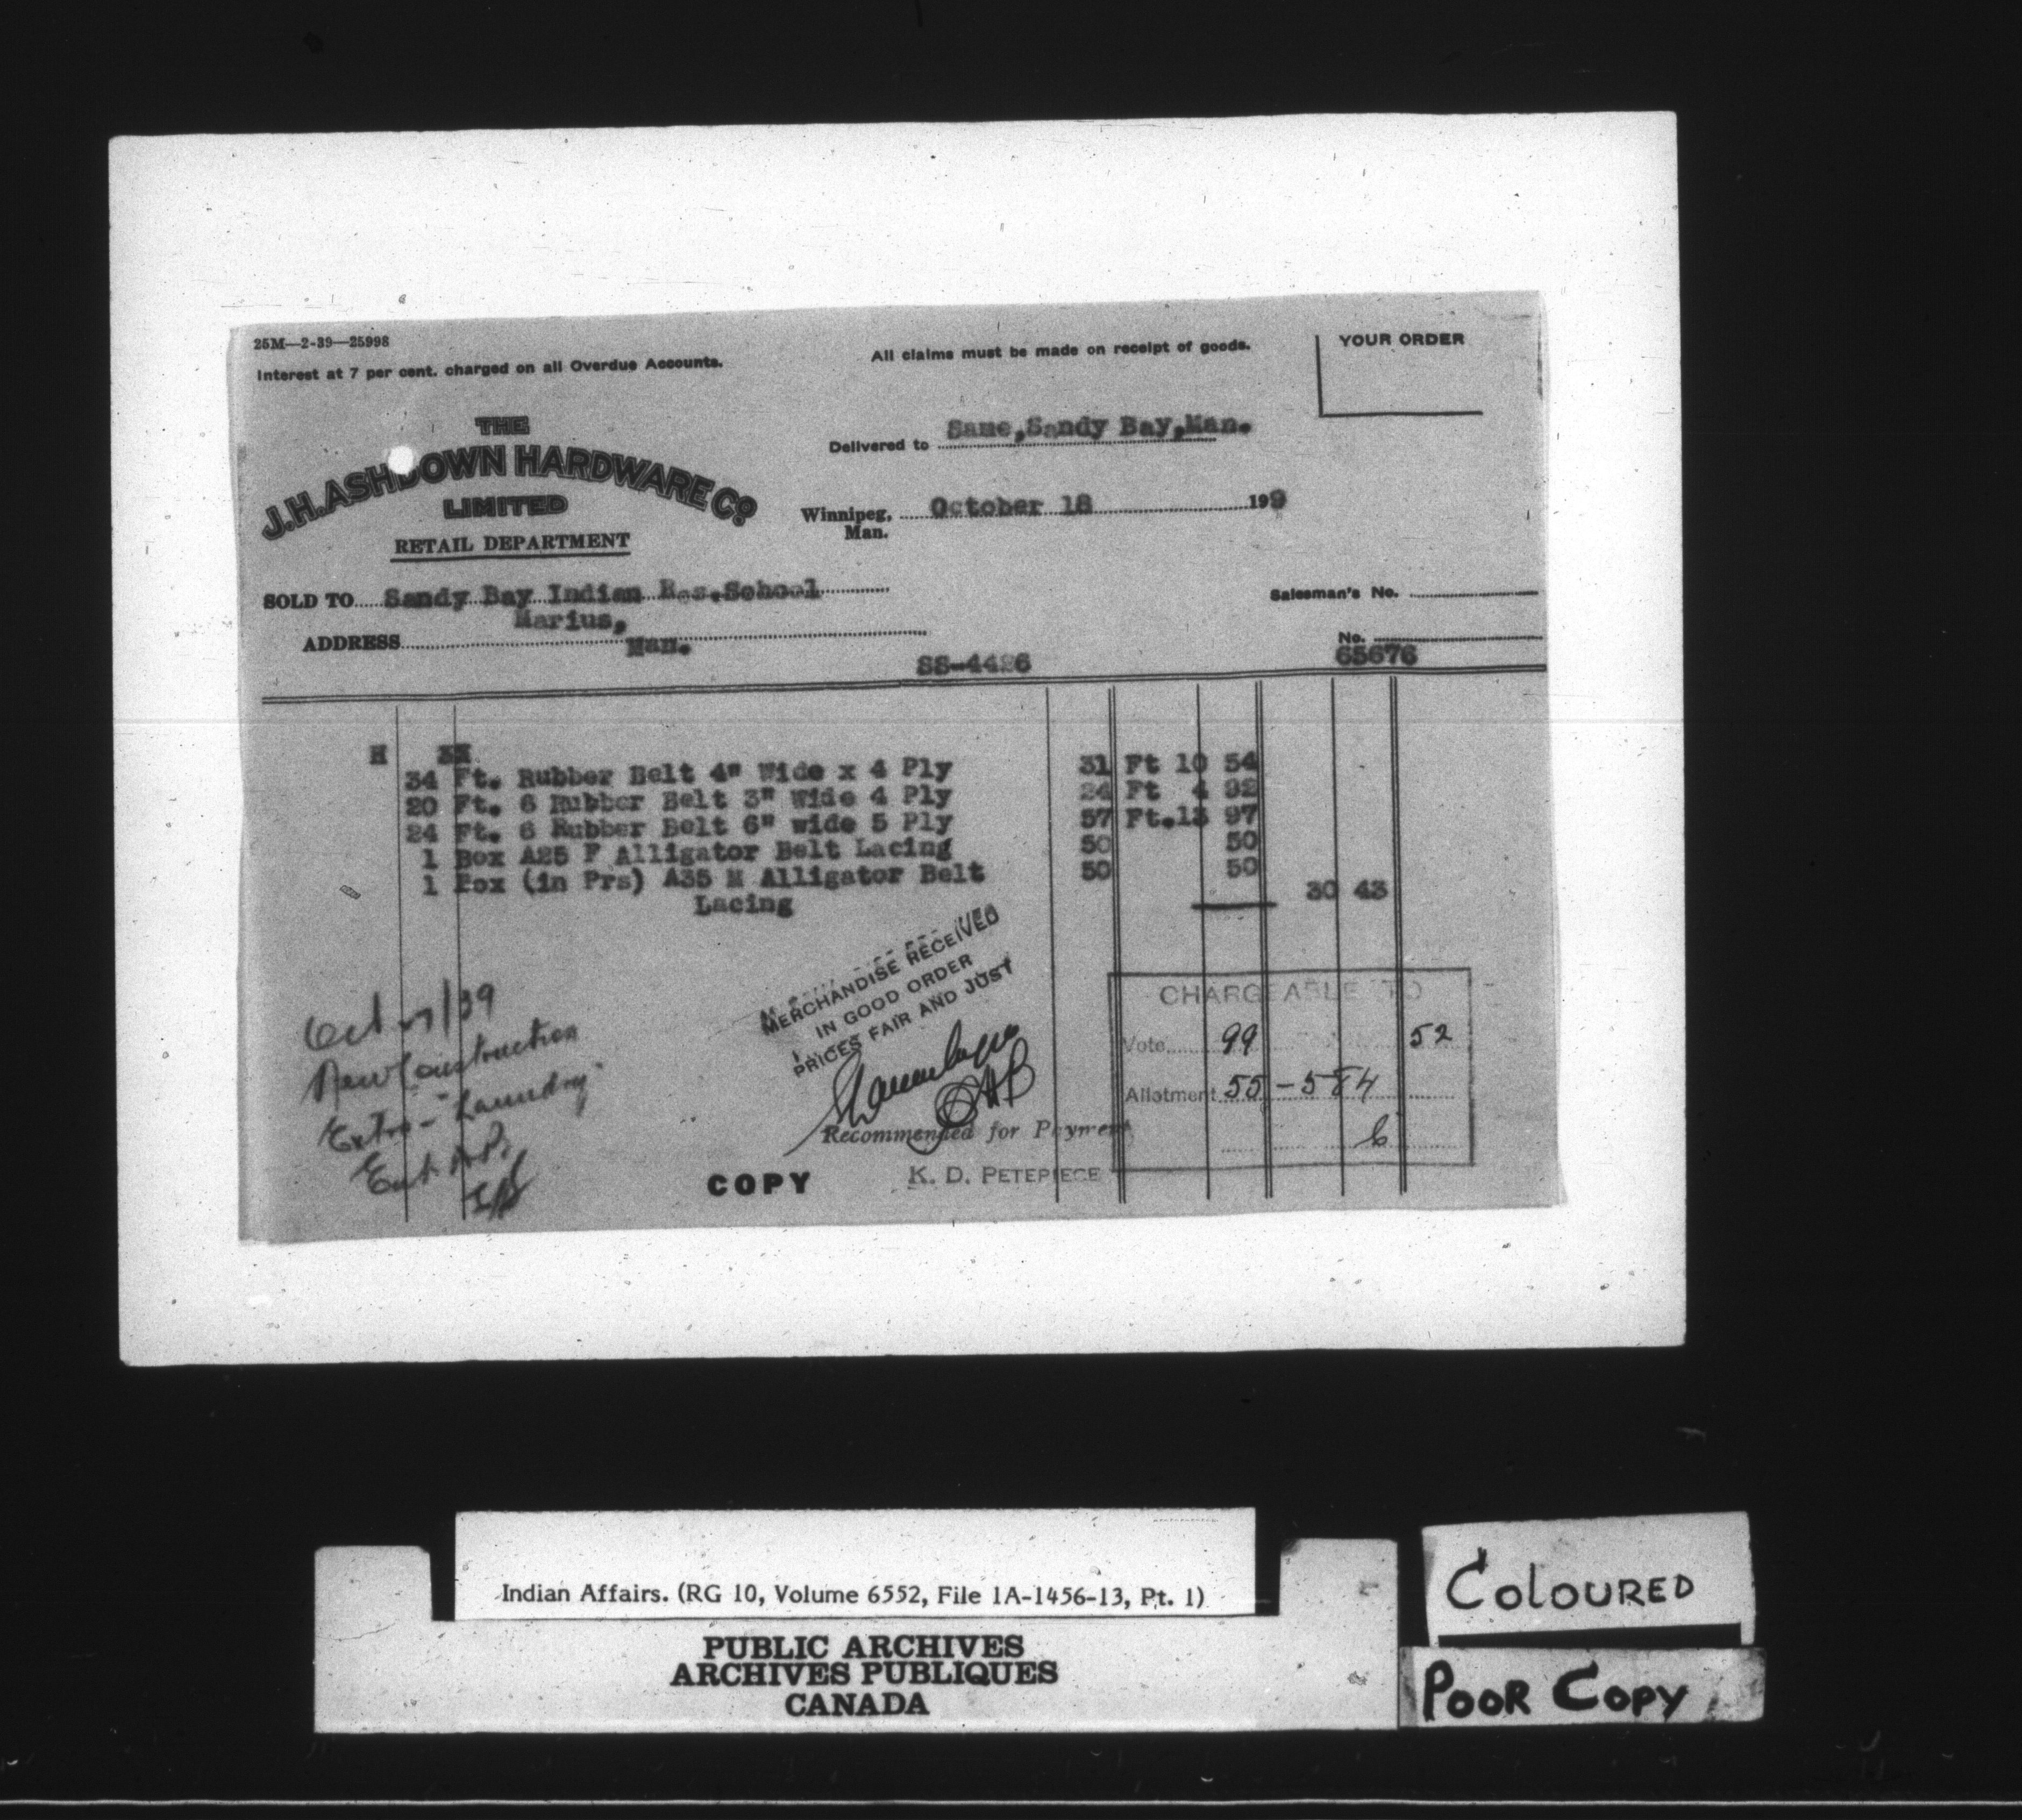 25M—2-39—25998
Interest at 7 per cent. charged on all Overdue Accounts.
All claims must be made on receipt of goods.
YOUR ORDER
THE
J.H. ASHDOWN HARDWARE CO
LIMITED
RETAIL DEPARTMENT
Delivered to Same, Sandy Bay, Man.
Winnipeg, Man. October 18 199
SOLD TO Sandy Bay Indian Res. School
Marius,
ADDRESS Man.
Salesman's No.
No.
SS-4426 65676
H
34 Ft. Rubber Belt 4" Wide x 4 Ply 31 Ft 10 54
20 Ft. 6 Rubber Belt 3" Wide 4 Ply 24 Ft 4 92
24 Ft. 6 Rubber Belt 6" wide 5 Ply 57 Ft. 13 97
1 Box A25 F Alligator Belt Lacing 50 50
1 Box (in Prs) A35 M Alligator Belt 50 50
Lacing
30 43
MERCHANDISE RECEIVED
IN GOOD ORDER
PRICES FAIR AND JUST
Oct /39
New Construction
Extra - Laundry
CHARGEABLE TO
Vote 99 52
Allotment 55 - 584
Recommended for Payment
K. D. PETEPIECE
COPY
Indian Affairs. (RG 10, Volume 6552, File 1A-1456-13, Pt. 1)
PUBLIC ARCHIVES
ARCHIVES PUBLIQUES
CANADA
COLOURED
POOR COPY